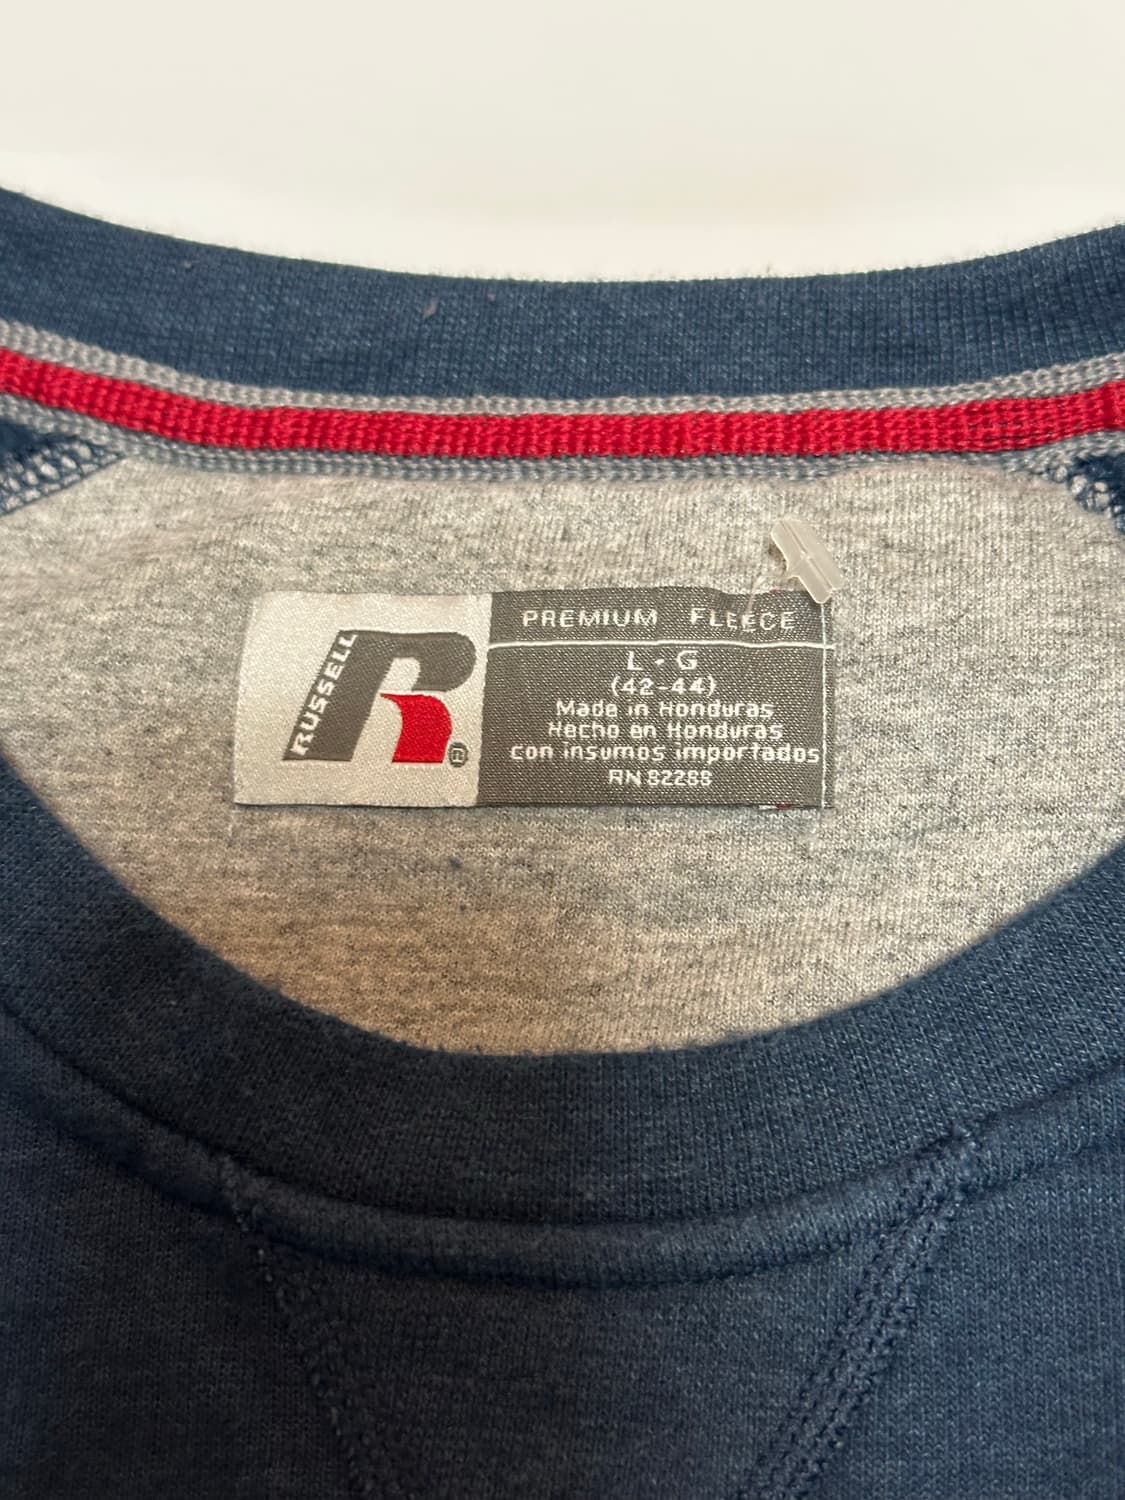 RUSSELL
R
®
PREMIUM FLEECE
L - G
(42-44)
Made in Honduras
Hecho en Honduras
con insumos importados
RN 82288